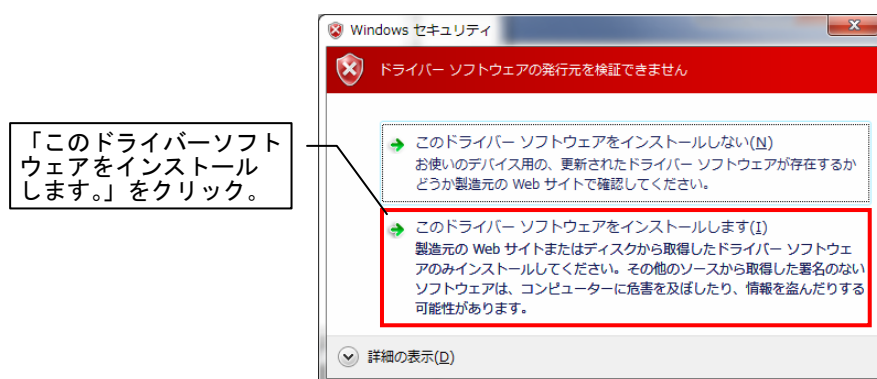 Windows セキュリティ
ドライバー ソフトウェアの発行元を検証できません
「このドライバーソフト
ウェアをインストール
します。」をクリック。
このドライバー ソフトウェアをインストールしない(N)
お使いのデバイス用の、更新されたドライバー ソフトウェアが存在するか
どうか製造元の Web サイトで確認してください。
このドライバー ソフトウェアをインストールします(I)
製造元の Web サイトまたはディスクから取得したドライバー ソフトウェ
アのみインストールしてください。その他のソースから取得した署名のない
ソフトウェアは、コンピューターに危害を及ぼしたり、情報を盗んだりする
可能性があります。
詳細の表示(D)